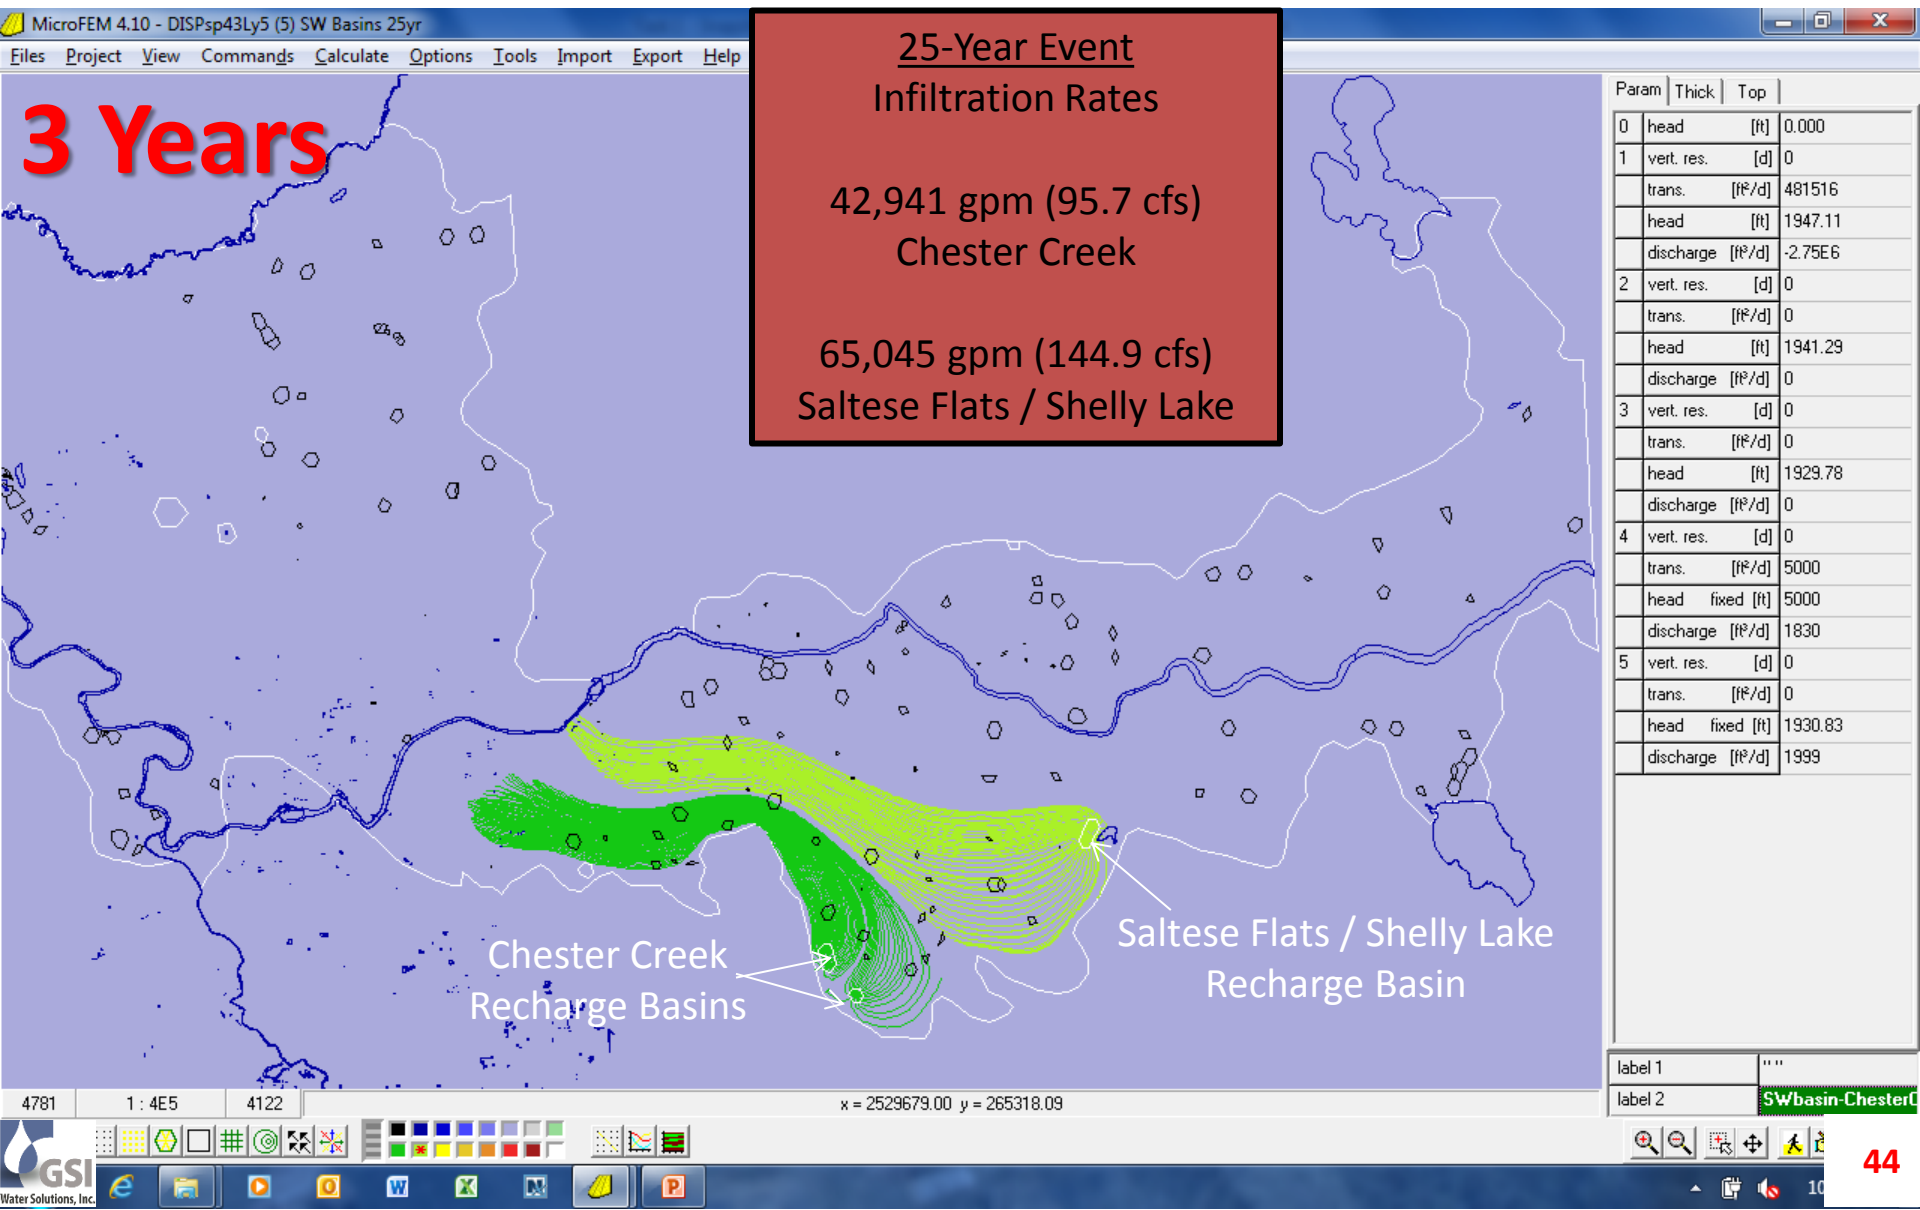 MicroFEM 4.10 - DISPsp43Ly5 (5) SW Basins 25yr
Files Project View Commands Calculate Options Tools Import Export Help
3 Years
25-Year Event
Infiltration Rates
42,941 gpm (95.7 cfs)
Chester Creek
65,045 gpm (144.9 cfs)
Saltese Flats / Shelly Lake
Chester Creek
Recharge Basins
Saltese Flats / Shelly Lake
Recharge Basin
Param Thick Top
0 head [ft] 0.000
1 vert. res. [d] 0
trans. [ft²/d] 481516
head [ft] 1947.11
discharge [ft³/d] -2.75E6
2 vert. res. [d] 0
trans. [ft²/d] 0
head [ft] 1941.29
discharge [ft³/d] 0
3 vert. res. [d] 0
trans. [ft²/d] 0
head [ft] 1929.78
discharge [ft³/d] 0
4 vert. res. [d] 0
trans. [ft²/d] 5000
head fixed [ft] 5000
discharge [ft³/d] 1830
5 vert. res. [d] 0
trans. [ft²/d] 0
head fixed [ft] 1930.83
discharge [ft³/d] 1999
label 1 ""
label 2 SWbasin-ChesterC
4781 1 : 4E5 4122 x = 2529679.00 y = 265318.09
GSI
Water Solutions, Inc.
10
44